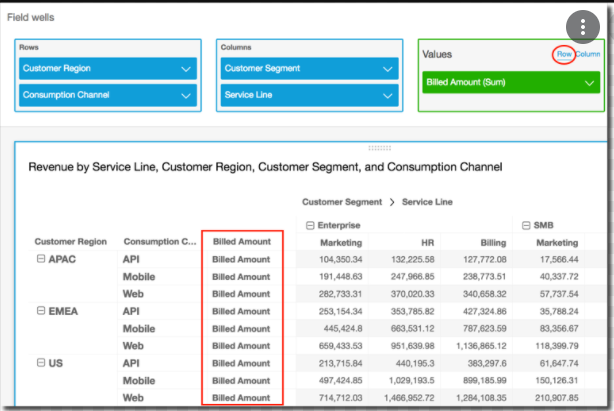 Field wells
Rows
Customer Region
Consumption Channel
Columns
Customer Segment
Service Line
Values Row Column
Billed Amount (Sum)
Revenue by Service Line, Customer Region, Customer Segment, and Consumption Channel
Customer Segment > Service Line
Enterprise SMB
Customer Region Consumption C... Billed Amount Marketing HR Billing Marketing
APAC API Billed Amount 104,350.34 132,225.58 127,772.08 17,566.44
Mobile Billed Amount 191,448.63 247,966.85 238,773.51 40,337.72
Web Billed Amount 282,733.31 370,020.33 340,658.32 57,737.54
EMEA API Billed Amount 253,154.34 353,785.82 427,324.86 35,788.24
Mobile Billed Amount 445,424.8 663,531.12 787,623.59 83,356.67
Web Billed Amount 659,433.53 951,639.98 1,136,865.12 118,399.79
US API Billed Amount 213,715.84 440,195.3 383,297.6 61,647.74
Mobile Billed Amount 497,424.85 1,029,193.5 899,185.99 150,126.31
Web Billed Amount 714,712.03 1,466,952.72 1,284,108.35 210,907.85